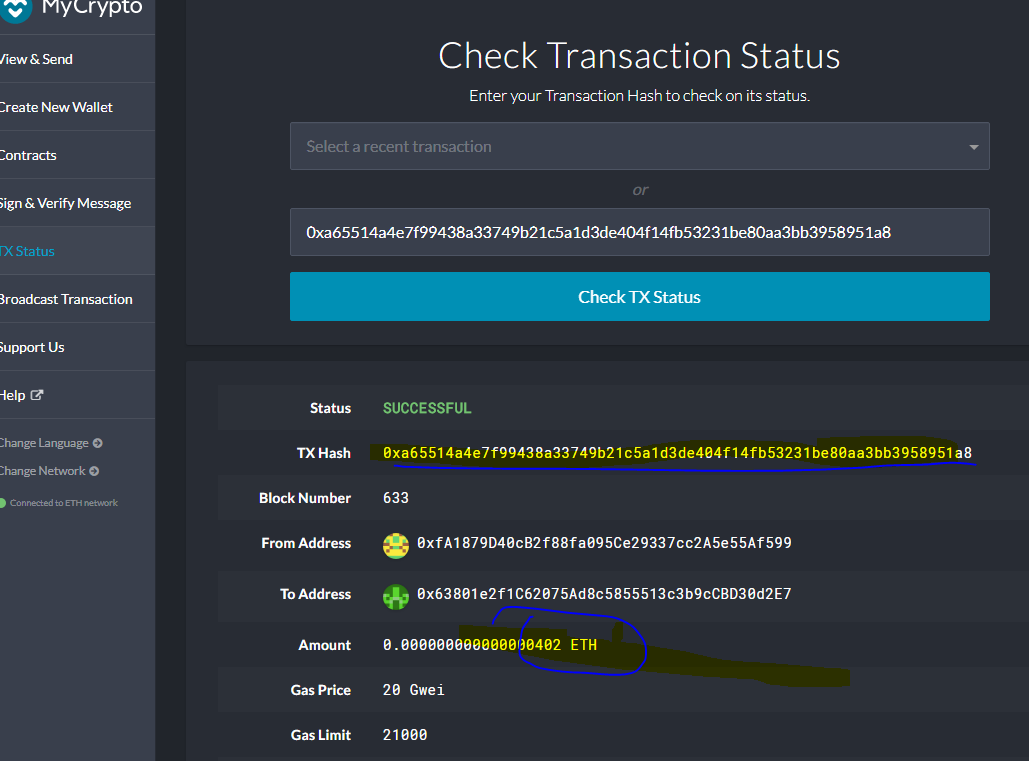 MyCrypto
View & Send
Create New Wallet
Contracts
Sign & Verify Message
TX Status
Broadcast Transaction
Support Us
Help
Change Language
Change Network
Connected to ETH network
Check Transaction Status
Enter your Transaction Hash to check on its status.
Select a recent transaction
or
0xa65514a4e7f99438a33749b21c5a1d3de404f14fb53231be80aa3bb3958951a8
Check TX Status
Status SUCCESSFUL
TX Hash 0xa65514a4e7f99438a33749b21c5a1d3de404f14fb53231be80aa3bb3958951a8
Block Number 633
From Address 0xfA1879D40cB2f88fa095Ce29337cc2A5e55Af599
To Address 0x63801e2f1C62075Ad8c5855513c3b9cCBD30d2E7
Amount 0.000000000000000402 ETH
Gas Price 20 Gwei
Gas Limit 21000